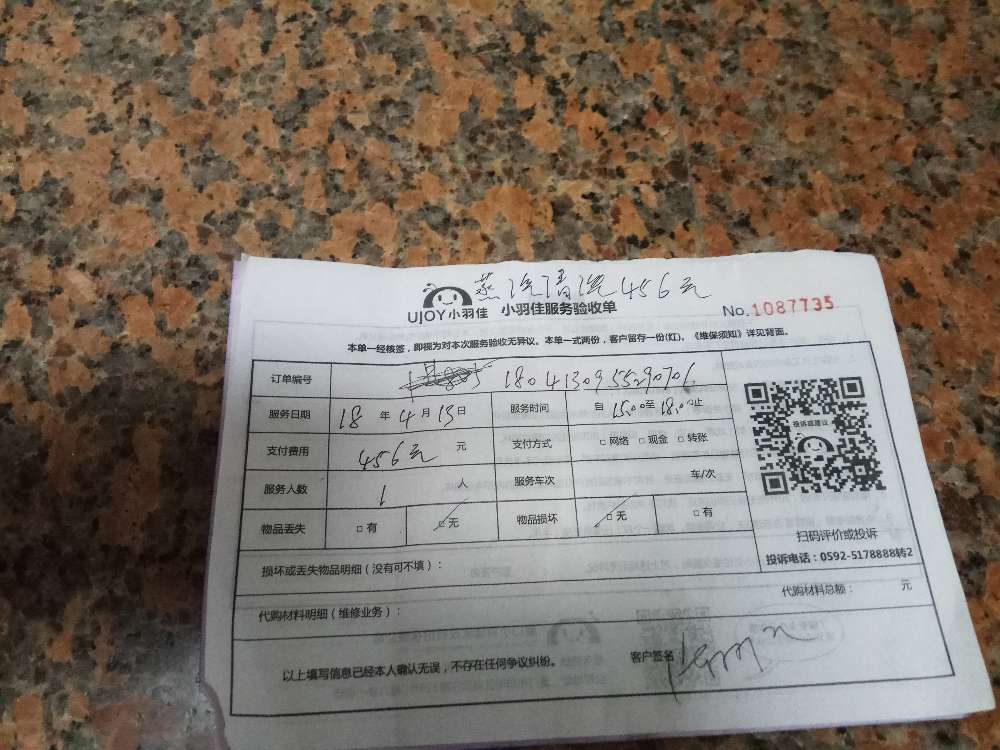 蒸汽清洗456元
UJOY小羽佳 小羽佳服务验收单 No.1087735
本单一经核签，即视为对本次服务验收无异议。本单一式两份，客户留存一份(红)。《维保须知》详见背面。
订单编号 18041309555290701
服务日期 18 年 4 月 15 日 服务时间 自 15:00 至 18:00 止
支付费用 456元 元 支付方式 □ 网络 □ 现金 □ 转账
服务人数 1 人 服务车次 车/次
物品丢失 □ 有 □ 无 物品损坏 □ 无 □ 有
投诉或建议
扫码评价或投诉
投诉电话：0592-5178888转2
损坏或丢失物品明细（没有可不填）：
代购材料明细（维修业务）： 代购材料总额： 元
以上填写信息已经本人确认无误，不存在任何争议纠纷。 客户签名：